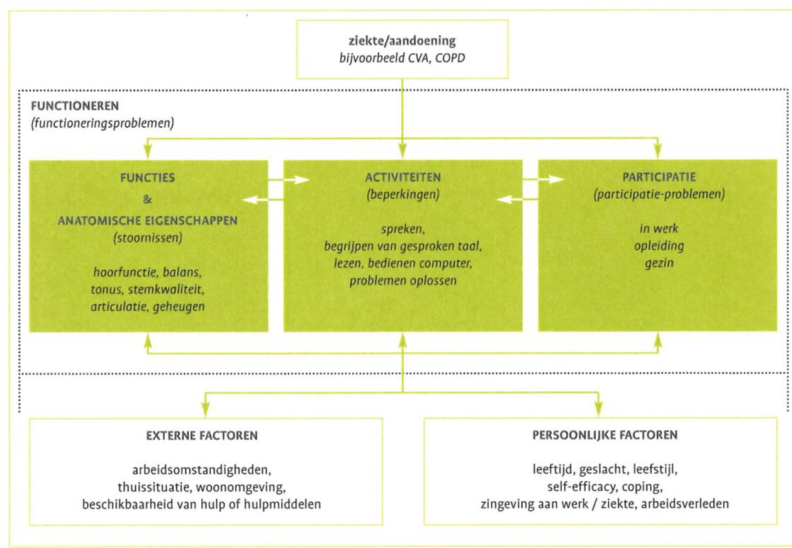 ziekte/aandoening
bijvoorbeeld CVA, COPD
FUNCTIONEREN
(functioneringsproblemen)
FUNCTIES
&
ANATOMISCHE EIGENSCHAPPEN
(stoornissen)
hoorfunctie, balans,
tonus, stemkwaliteit,
articulatie, geheugen
ACTIVITEITEN
(beperkingen)
spreken,
begrijpen van gesproken taal,
lezen, bedienen computer,
problemen oplossen
PARTICIPATIE
(participatie-problemen)
in werk
opleiding
gezin
EXTERNE FACTOREN
arbeidsomstandigheden,
thuissituatie, woonomgeving,
beschikbaarheid van hulp of hulpmiddelen
PERSOONLIJKE FACTOREN
leeftijd, geslacht, leefstijl,
self-efficacy, coping,
zingeving aan werk / ziekte, arbeidsverleden